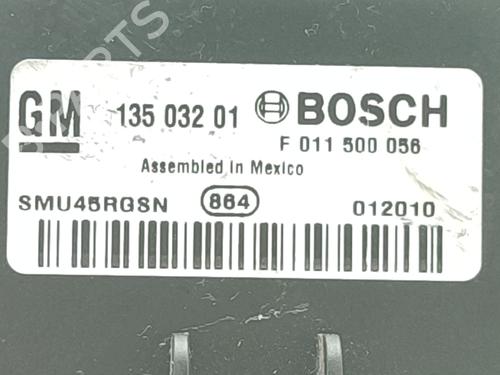 GM 135 032 01 BOSCH
F 011 500 056
Assembled in Mexico
SMU45RGSN 864 012010